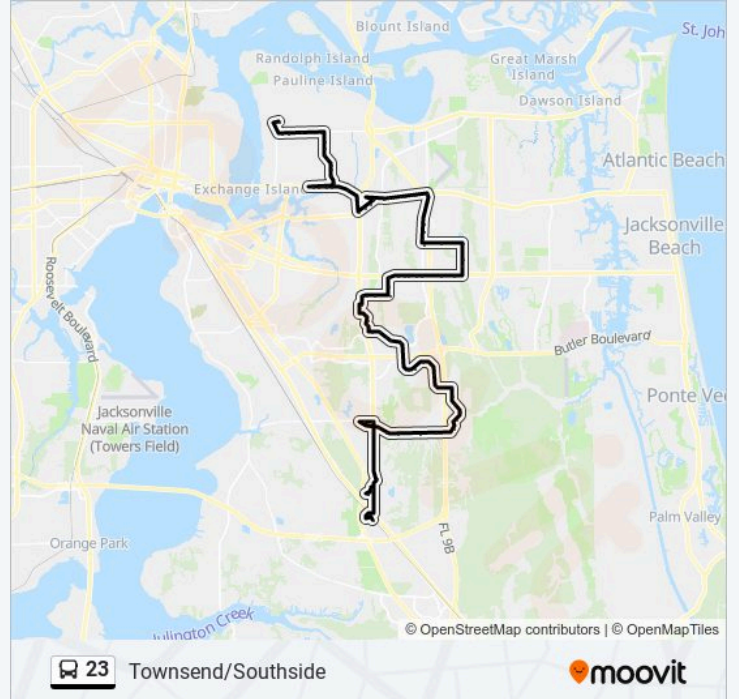 Blount Island
St. Joh
Randolph Island
Great Marsh
Island
Pauline Island
Dawson Island
Atlantic Beach
Exchange Island
Jacksonville
Beach
Roosevelt Boulevard
Butler Boulevard
Ponte Ve
Jacksonville
Naval Air Station
(Towers Field)
Palm Valley
FL 9B
Orange Park
Julington Creek
© OpenStreetMap contributors | © OpenMapTiles
23 Townsend/Southside
moovit